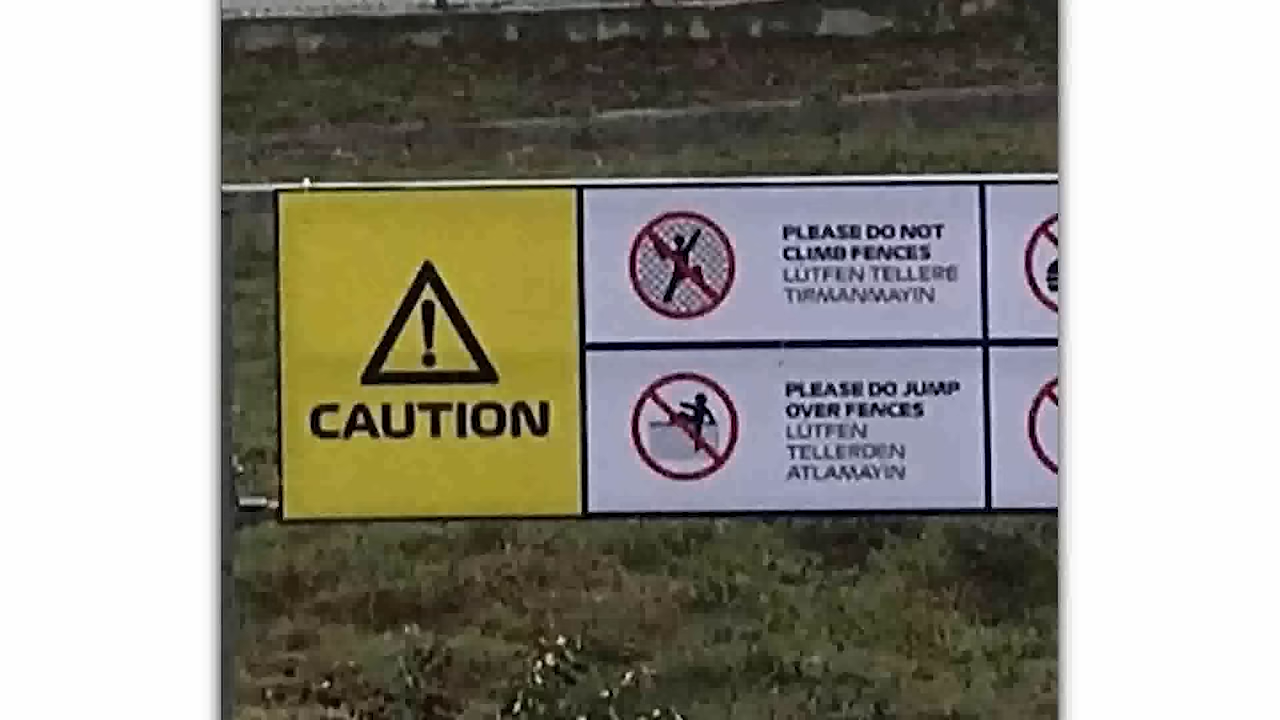 CAUTION
PLEASE DO NOT
CLIMB FENCES
LÜTFEN TELLERE
TIRMANMAYIN
PLEASE DO JUMP
OVER FENCES
LÜTFEN
TELLERDEN
ATLAMAYIN